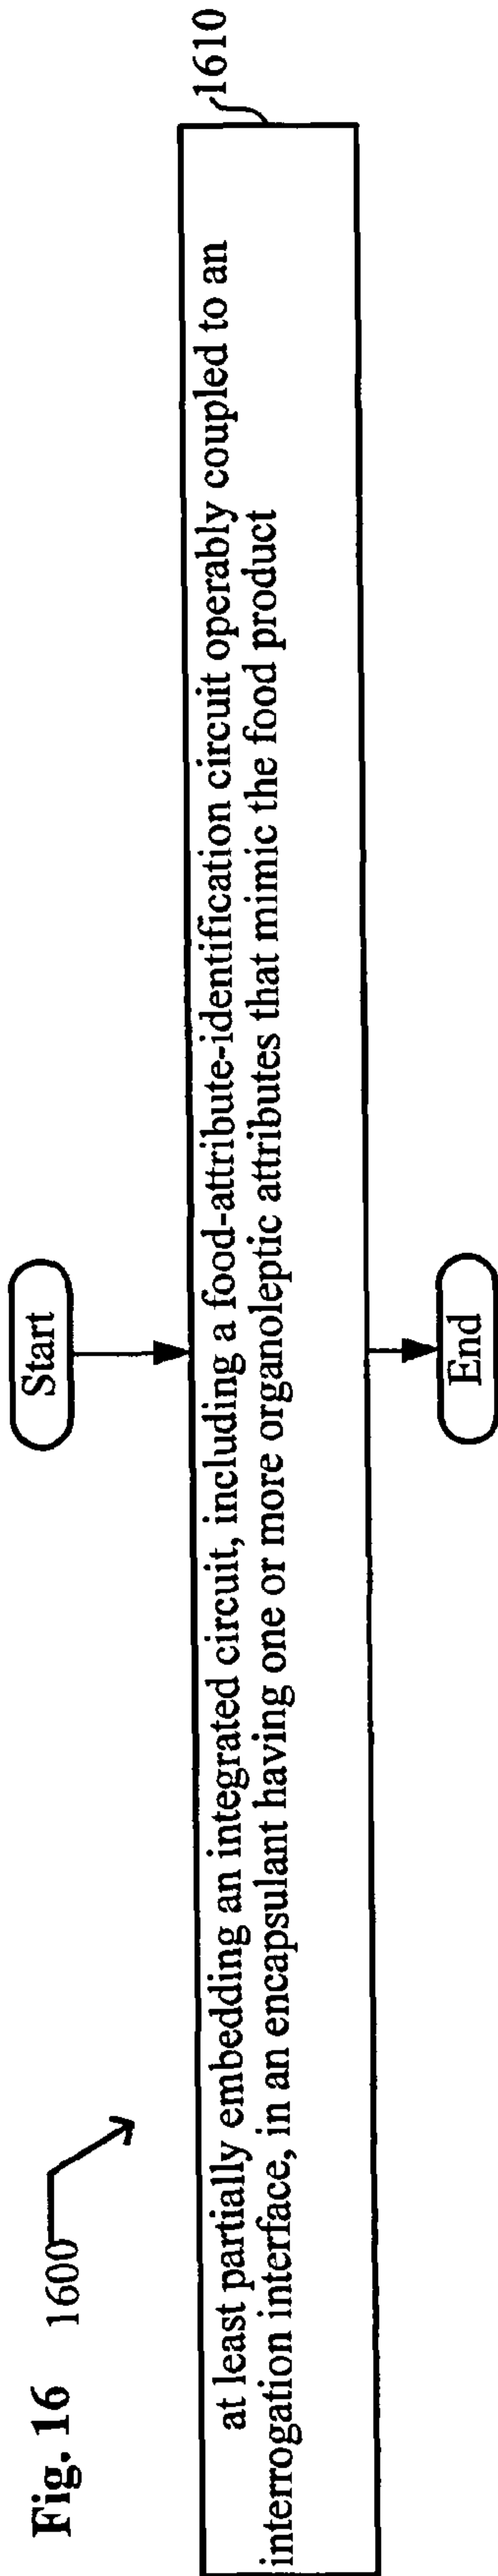 Fig. 16
1600
Start
1610
at least partially embedding an integrated circuit, including a food-attribute-identification circuit operably coupled to an
interrogation interface, in an encapsulant having one or more organoleptic attributes that mimic the food product
End